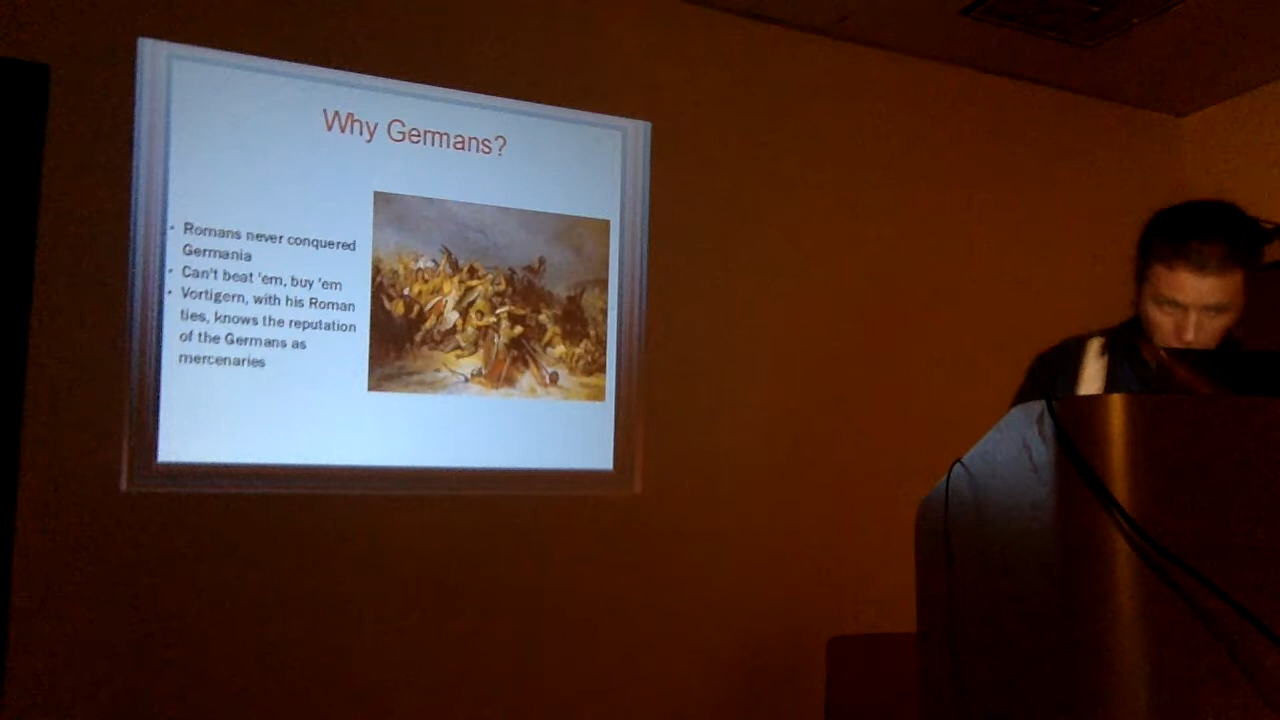 Why Germans?
• Romans never conquered
Germania
• Can't beat 'em, buy 'em
• Vortigern, with his Roman
ties, knows the reputation
of the Germans as
mercenaries